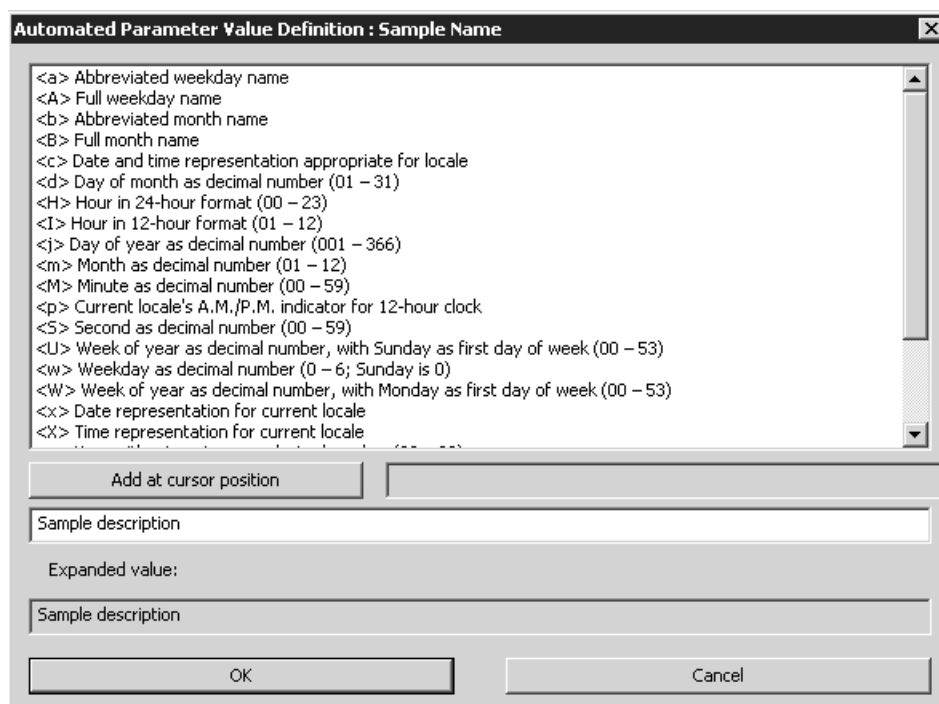 Automated Parameter Value Definition : Sample Name
<a> Abbreviated weekday name
<A> Full weekday name
<b> Abbreviated month name
<B> Full month name
<c> Date and time representation appropriate for locale
<d> Day of month as decimal number (01 – 31)
<H> Hour in 24-hour format (00 – 23)
<I> Hour in 12-hour format (01 – 12)
<j> Day of year as decimal number (001 – 366)
<m> Month as decimal number (01 – 12)
<M> Minute as decimal number (00 – 59)
<p> Current locale's A.M./P.M. indicator for 12-hour clock
<S> Second as decimal number (00 – 59)
<U> Week of year as decimal number, with Sunday as first day of week (00 – 53)
<w> Weekday as decimal number (0 – 6; Sunday is 0)
<W> Week of year as decimal number, with Monday as first day of week (00 – 53)
<x> Date representation for current locale
<X> Time representation for current locale
Add at cursor position
Sample description
Expanded value:
Sample description
OK
Cancel